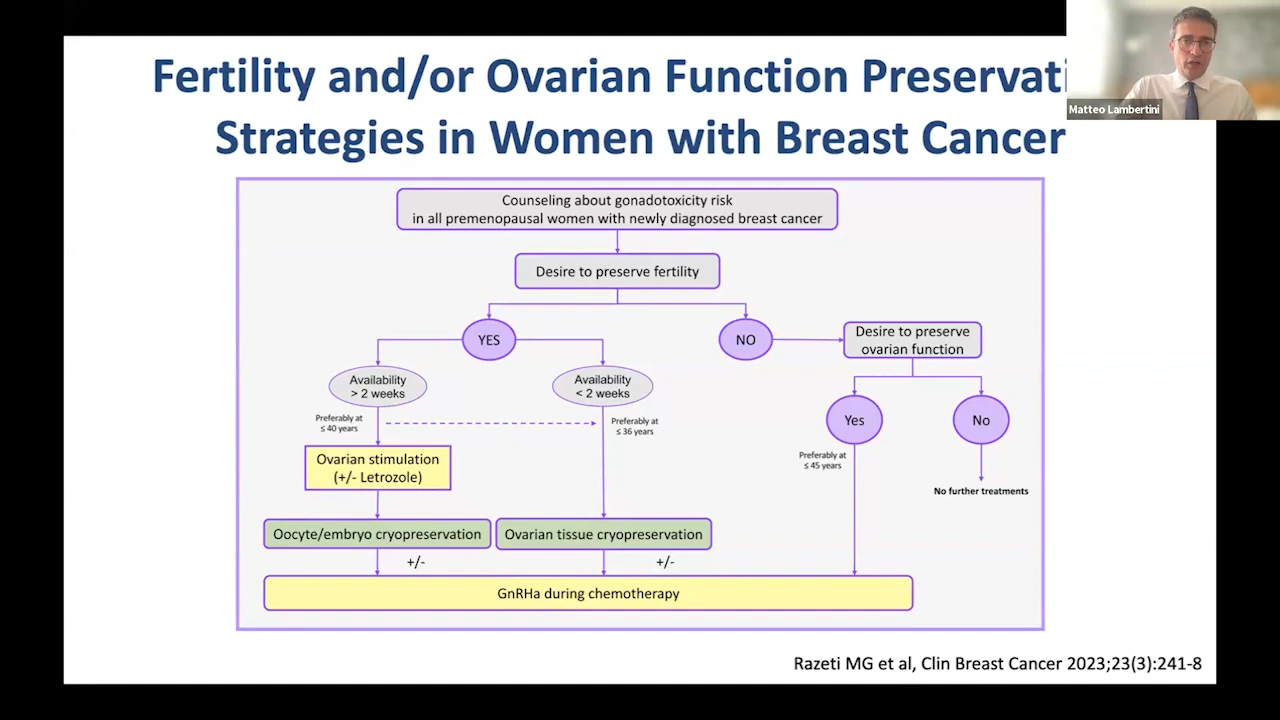 Fertility and/or Ovarian Function Preservati
Strategies in Women with Breast Cancer
Matteo Lambertini
Counseling about gonadotoxicity risk
in all premenopausal women with newly diagnosed breast cancer
Desire to preserve fertility
YES
NO
Desire to preserve
ovarian function
Availability
> 2 weeks
Availability
< 2 weeks
Yes
No
Preferably at
≤ 40 years
Preferably at
≤ 36 years
Preferably at
≤ 45 years
Ovarian stimulation
(+/- Letrozole)
No further treatments
Oocyte/embryo cryopreservation
Ovarian tissue cryopreservation
+/-
+/-
GnRHa during chemotherapy
Razeti MG et al, Clin Breast Cancer 2023;23(3):241-8